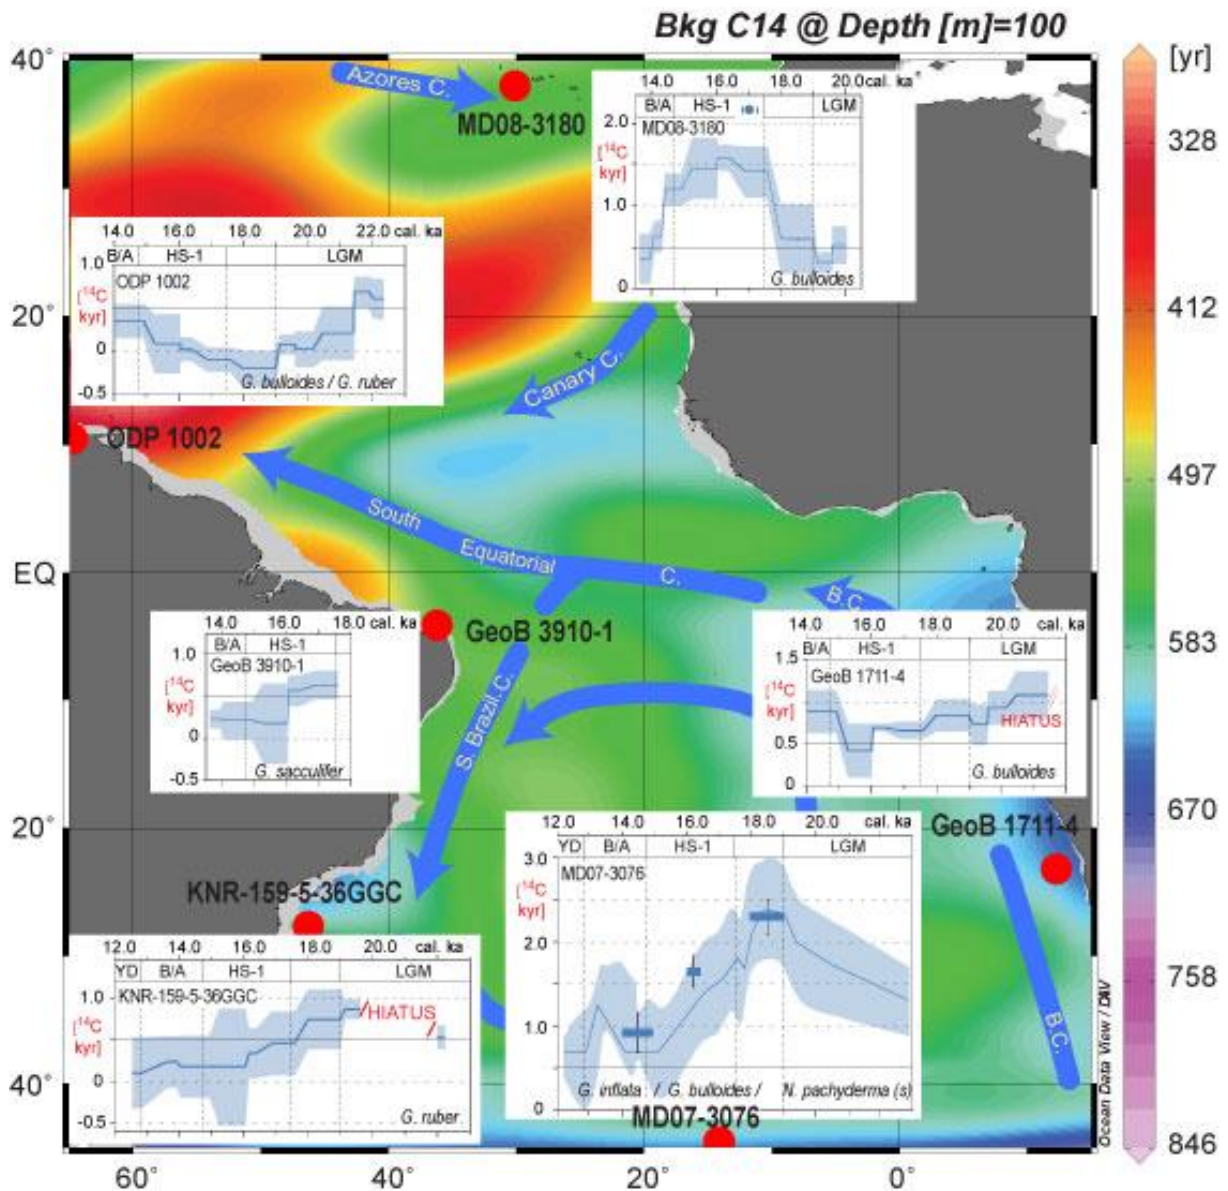 Bkg C14 @ Depth [m]=100
[yr]
328
412
497
583
670
758
846
40°
20°
EQ
20°
40°
60°
40°
20°
0°
Azores C.
MD08-3180
14.0 16.0 18.0 20.0 cal. ka
B/A HS-1 LGM
2.0
MD08-3180
[14C
kyr]
1.0
0
G. bulloides
14.0 16.0 18.0 20.0 22.0 cal. ka
B/A HS-1 LGM
1.0
ODP 1002
[14C
kyr]
0
-0.5
G. bulloides / G. ruber
Canary C.
ODP 1002
South
Equatorial
C.
B.C.
14.0 16.0 18.0 cal. ka
B/A HS-1
1.0
GeoB 3910-1
[14C
kyr]
0
-0.5
G. sacculifer
GeoB 3910-1
S. Brazil C.
14.0 16.0 18.0 20.0 cal. ka
B/A HS-1 LGM
1.5
GeoB 1711-4
[14C
kyr]
HIATUS
0.5
0
G. bulloides
GeoB 1711-4
KNR-159-5-36GGC
12.0 14.0 16.0 18.0 20.0 cal. ka
YD B/A HS-1 LGM
3.0
MD07-3076
[14C
kyr]
2.0
1.0
0
G. inflata / G. bulloides / N. pachyderma (s)
MD07-3076
12.0 14.0 16.0 18.0 20.0 cal. ka
YD B/A HS-1 LGM
1.0
KNR-159-5-36GGC
HIATUS
[14C
kyr]
0
-0.5
G. ruber
B.C.
Ocean Data View / DIVA